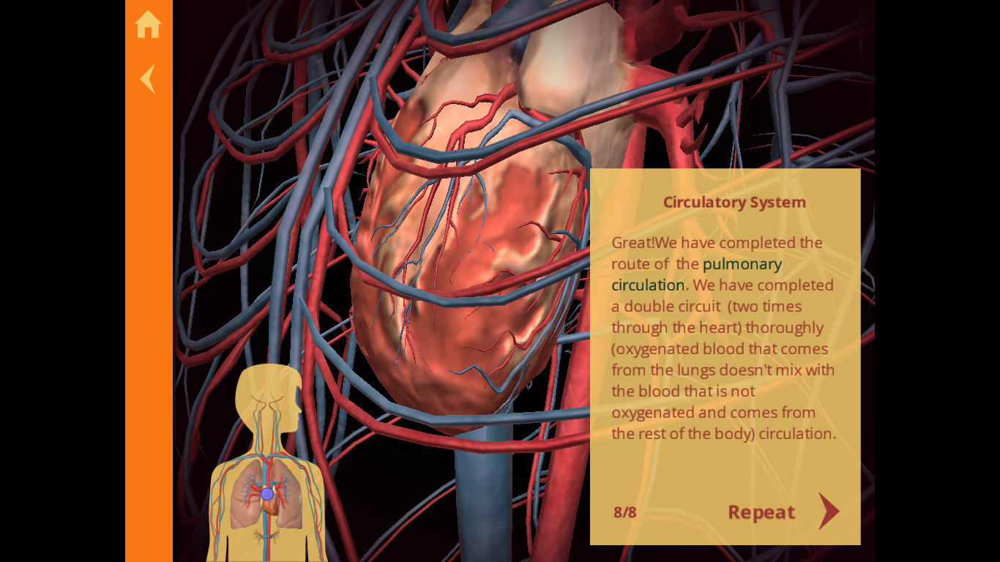 Circulatory System
Great!We have completed the
route of the pulmonary
circulation. We have completed
a double circuit (two times
through the heart) thoroughly
(oxygenated blood that comes
from the lungs doesn't mix with
the blood that is not
oxygenated and comes from
the rest of the body) circulation.
8/8 Repeat